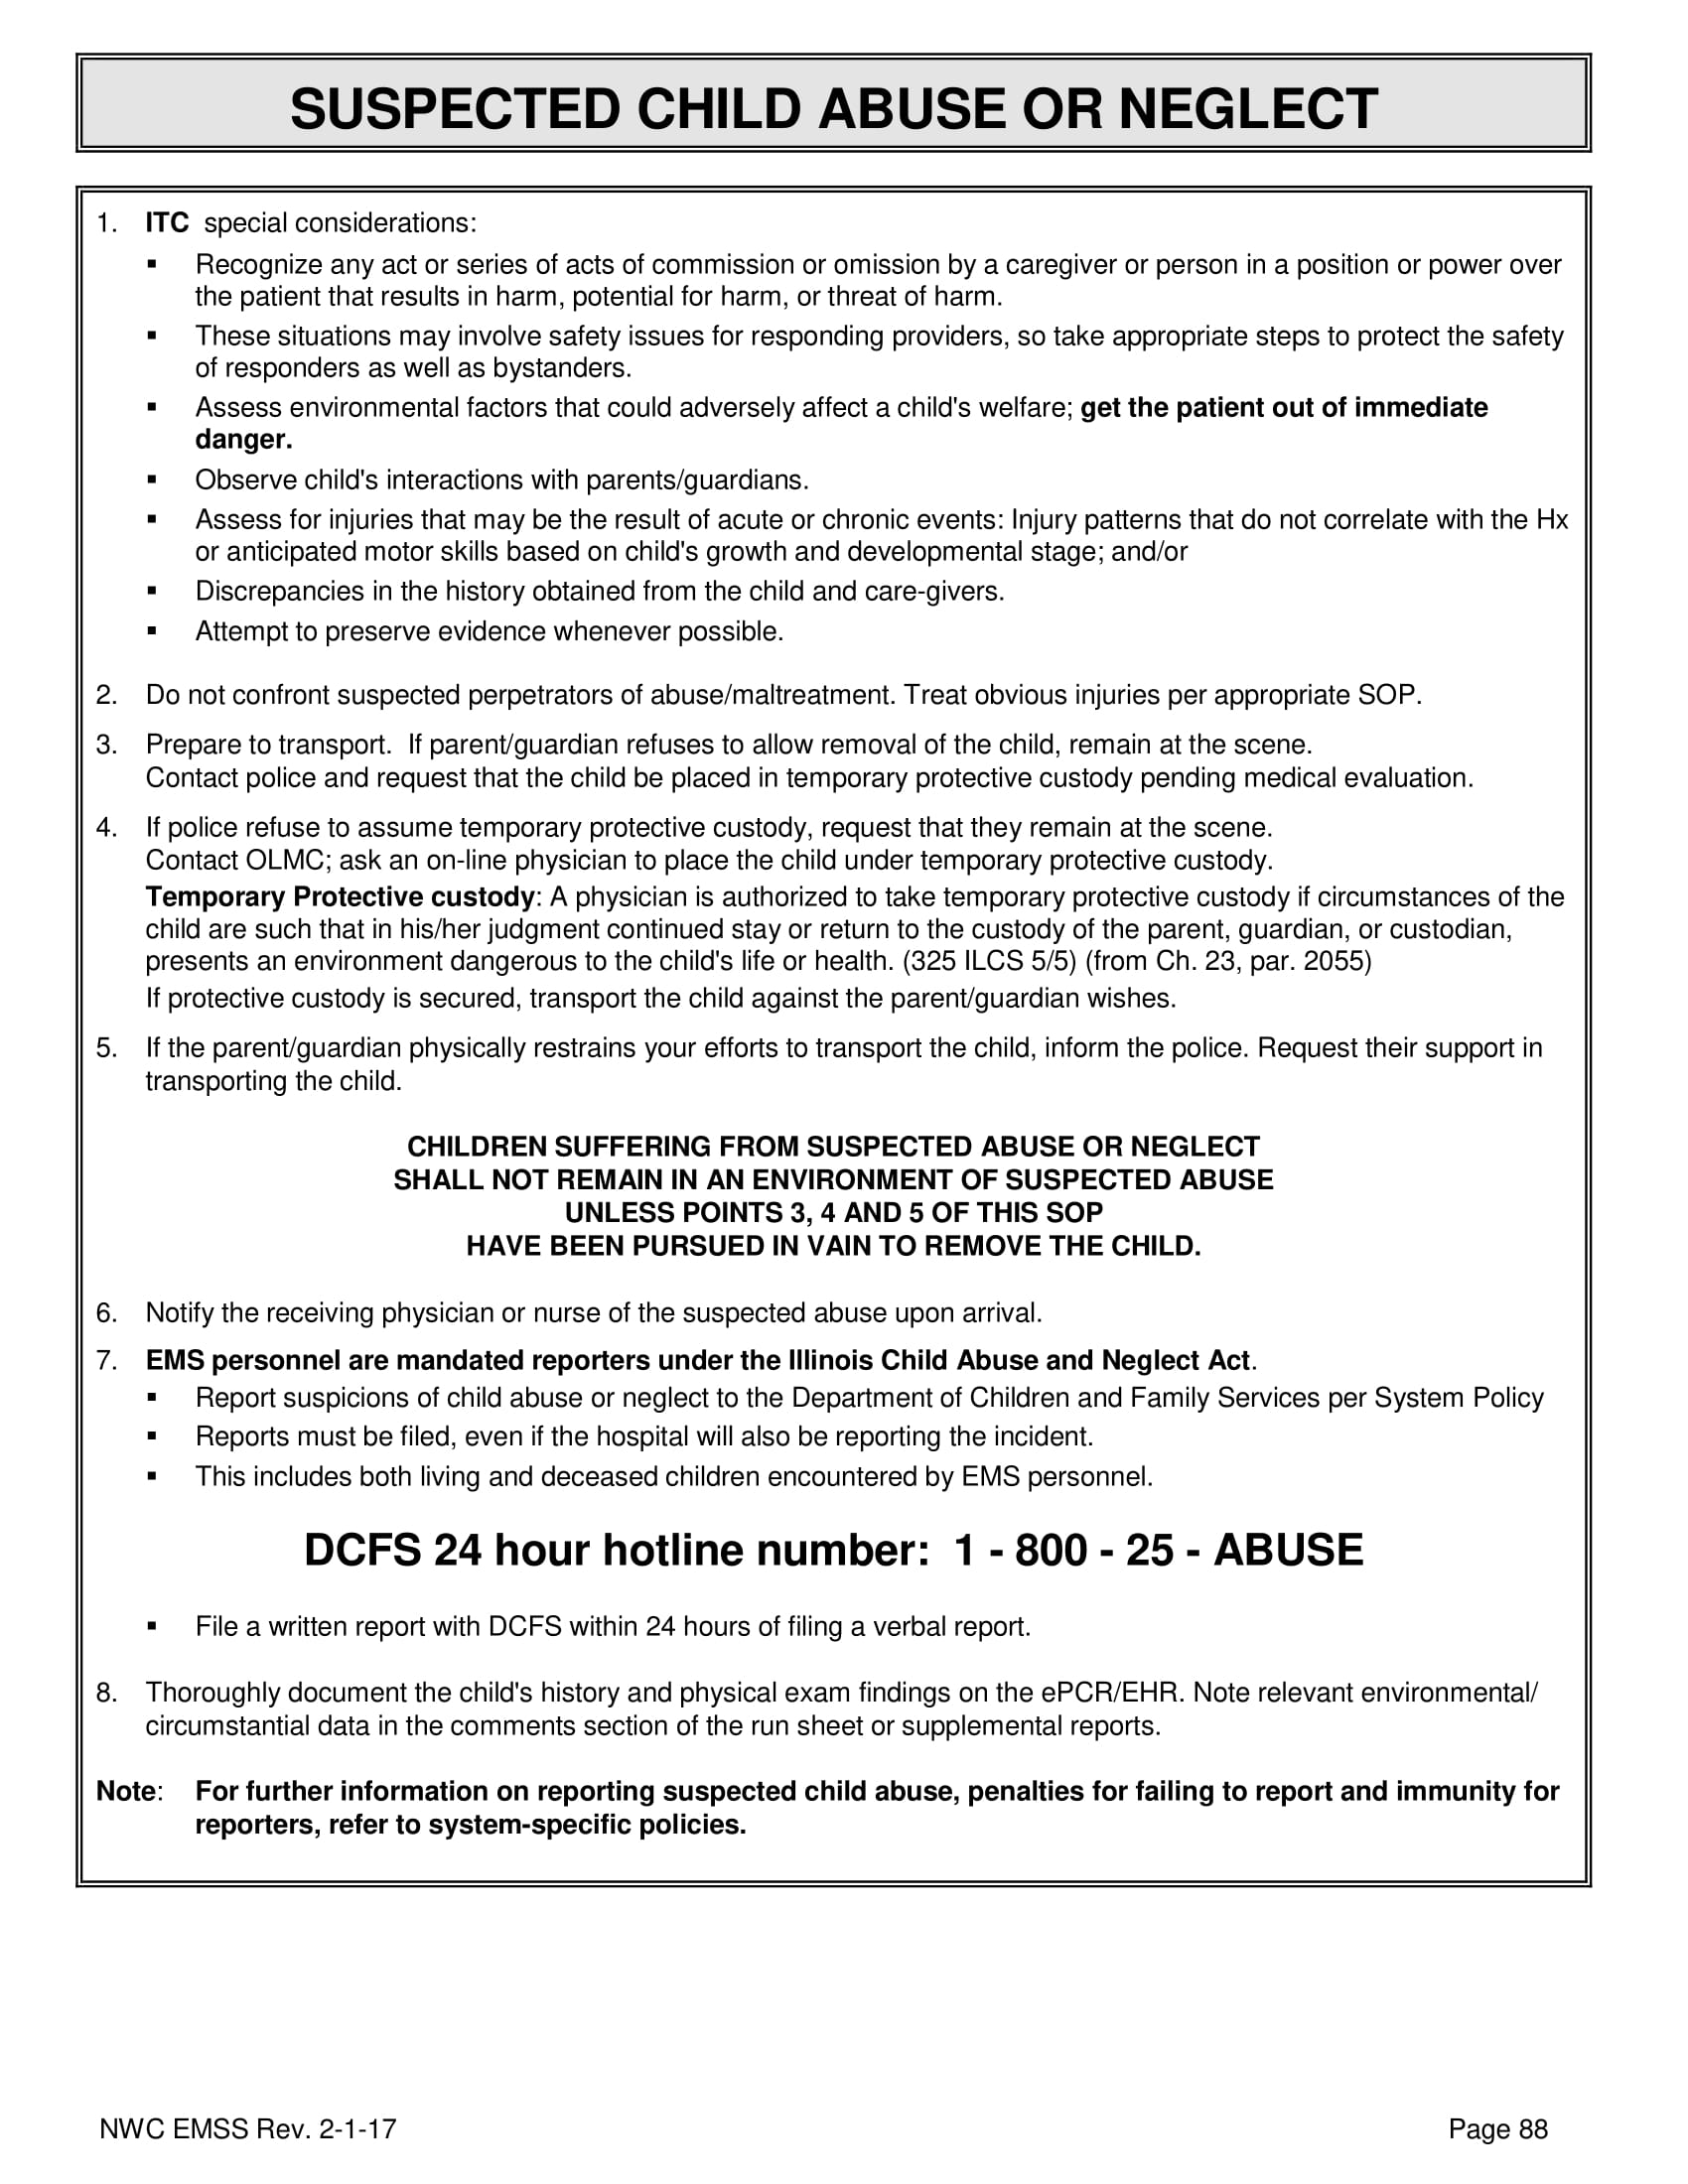 SUSPECTED CHILD ABUSE OR NEGLECT
1. ITC special considerations:
▪ Recognize any act or series of acts of commission or omission by a caregiver or person in a position or power over
the patient that results in harm, potential for harm, or threat of harm.
▪ These situations may involve safety issues for responding providers, so take appropriate steps to protect the safety
of responders as well as bystanders.
▪ Assess environmental factors that could adversely affect a child's welfare; get the patient out of immediate
danger.
▪ Observe child's interactions with parents/guardians.
▪ Assess for injuries that may be the result of acute or chronic events: Injury patterns that do not correlate with the Hx
or anticipated motor skills based on child's growth and developmental stage; and/or
▪ Discrepancies in the history obtained from the child and care-givers.
▪ Attempt to preserve evidence whenever possible.
2. Do not confront suspected perpetrators of abuse/maltreatment. Treat obvious injuries per appropriate SOP.
3. Prepare to transport. If parent/guardian refuses to allow removal of the child, remain at the scene.
Contact police and request that the child be placed in temporary protective custody pending medical evaluation.
4. If police refuse to assume temporary protective custody, request that they remain at the scene.
Contact OLMC; ask an on-line physician to place the child under temporary protective custody.
Temporary Protective custody: A physician is authorized to take temporary protective custody if circumstances of the
child are such that in his/her judgment continued stay or return to the custody of the parent, guardian, or custodian,
presents an environment dangerous to the child's life or health. (325 ILCS 5/5) (from Ch. 23, par. 2055)
If protective custody is secured, transport the child against the parent/guardian wishes.
5. If the parent/guardian physically restrains your efforts to transport the child, inform the police. Request their support in
transporting the child.
CHILDREN SUFFERING FROM SUSPECTED ABUSE OR NEGLECT
SHALL NOT REMAIN IN AN ENVIRONMENT OF SUSPECTED ABUSE
UNLESS POINTS 3, 4 AND 5 OF THIS SOP
HAVE BEEN PURSUED IN VAIN TO REMOVE THE CHILD.
6. Notify the receiving physician or nurse of the suspected abuse upon arrival.
7. EMS personnel are mandated reporters under the Illinois Child Abuse and Neglect Act.
▪ Report suspicions of child abuse or neglect to the Department of Children and Family Services per System Policy
▪ Reports must be filed, even if the hospital will also be reporting the incident.
▪ This includes both living and deceased children encountered by EMS personnel.
DCFS 24 hour hotline number: 1 - 800 - 25 - ABUSE
▪ File a written report with DCFS within 24 hours of filing a verbal report.
8. Thoroughly document the child's history and physical exam findings on the ePCR/EHR. Note relevant environmental/
circumstantial data in the comments section of the run sheet or supplemental reports.
Note: For further information on reporting suspected child abuse, penalties for failing to report and immunity for
reporters, refer to system-specific policies.
NWC EMSS Rev. 2-1-17 Page 88